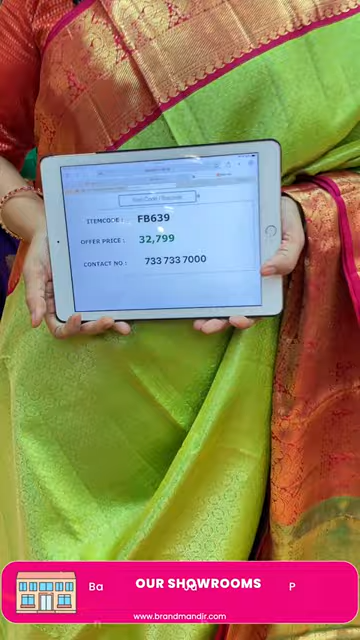 ITEMCODE : FB639
OFFER PRICE : 32,799
CONTACT NO : 733 733 7000
Ba OUR SHOWROOMS P
www.brandmandir.com